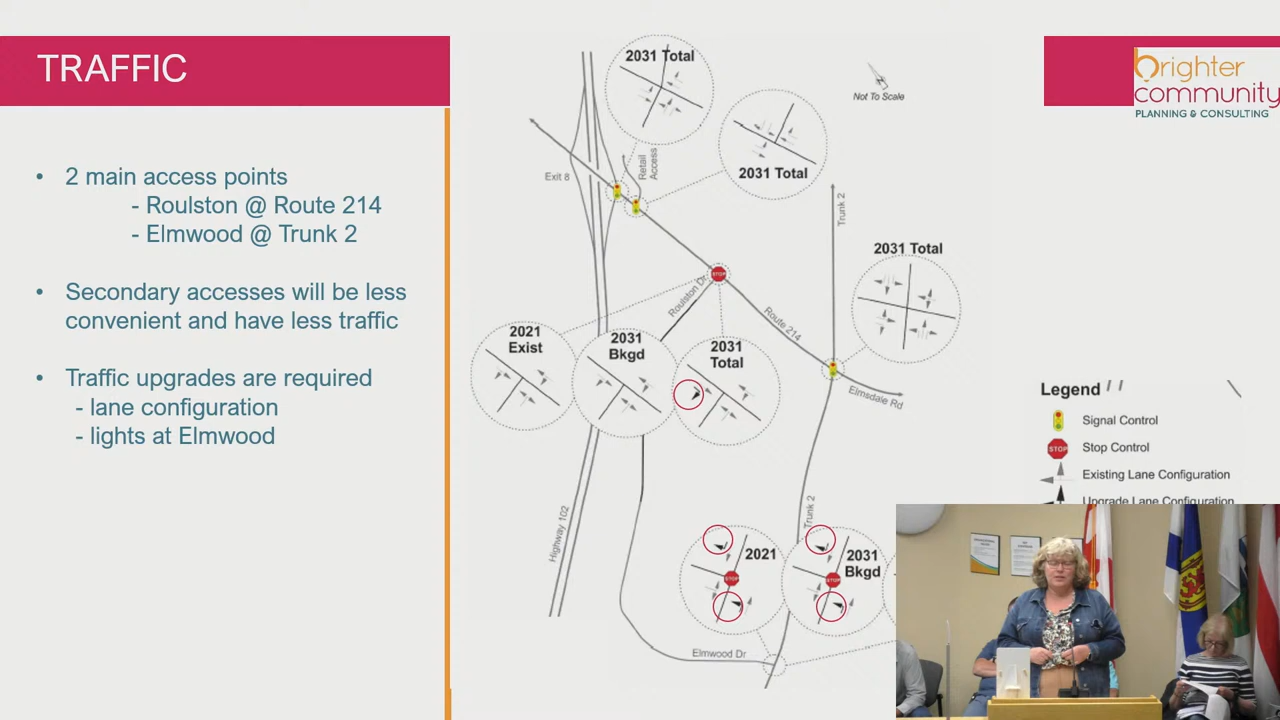 TRAFFIC
brighter
community
PLANNING & CONSULTING
• 2 main access points
- Roulston @ Route 214
- Elmwood @ Trunk 2
• Secondary accesses will be less
convenient and have less traffic
• Traffic upgrades are required
- lane configuration
- lights at Elmwood
2031 Total
Not To Scale
2031 Total
Exit 8
Retail
Access
Trunk 2
2031 Total
STOP
Roulston Dr
Route 214
2021
Exist
2031
Bkgd
2031
Total
Elmsdale Rd
Highway 102
Trunk 2
2021
STOP
2031
Bkgd
STOP
Elmwood Dr
Legend
Signal Control
STOP
Stop Control
Existing Lane Configuration
Upgrade Lane Configuration